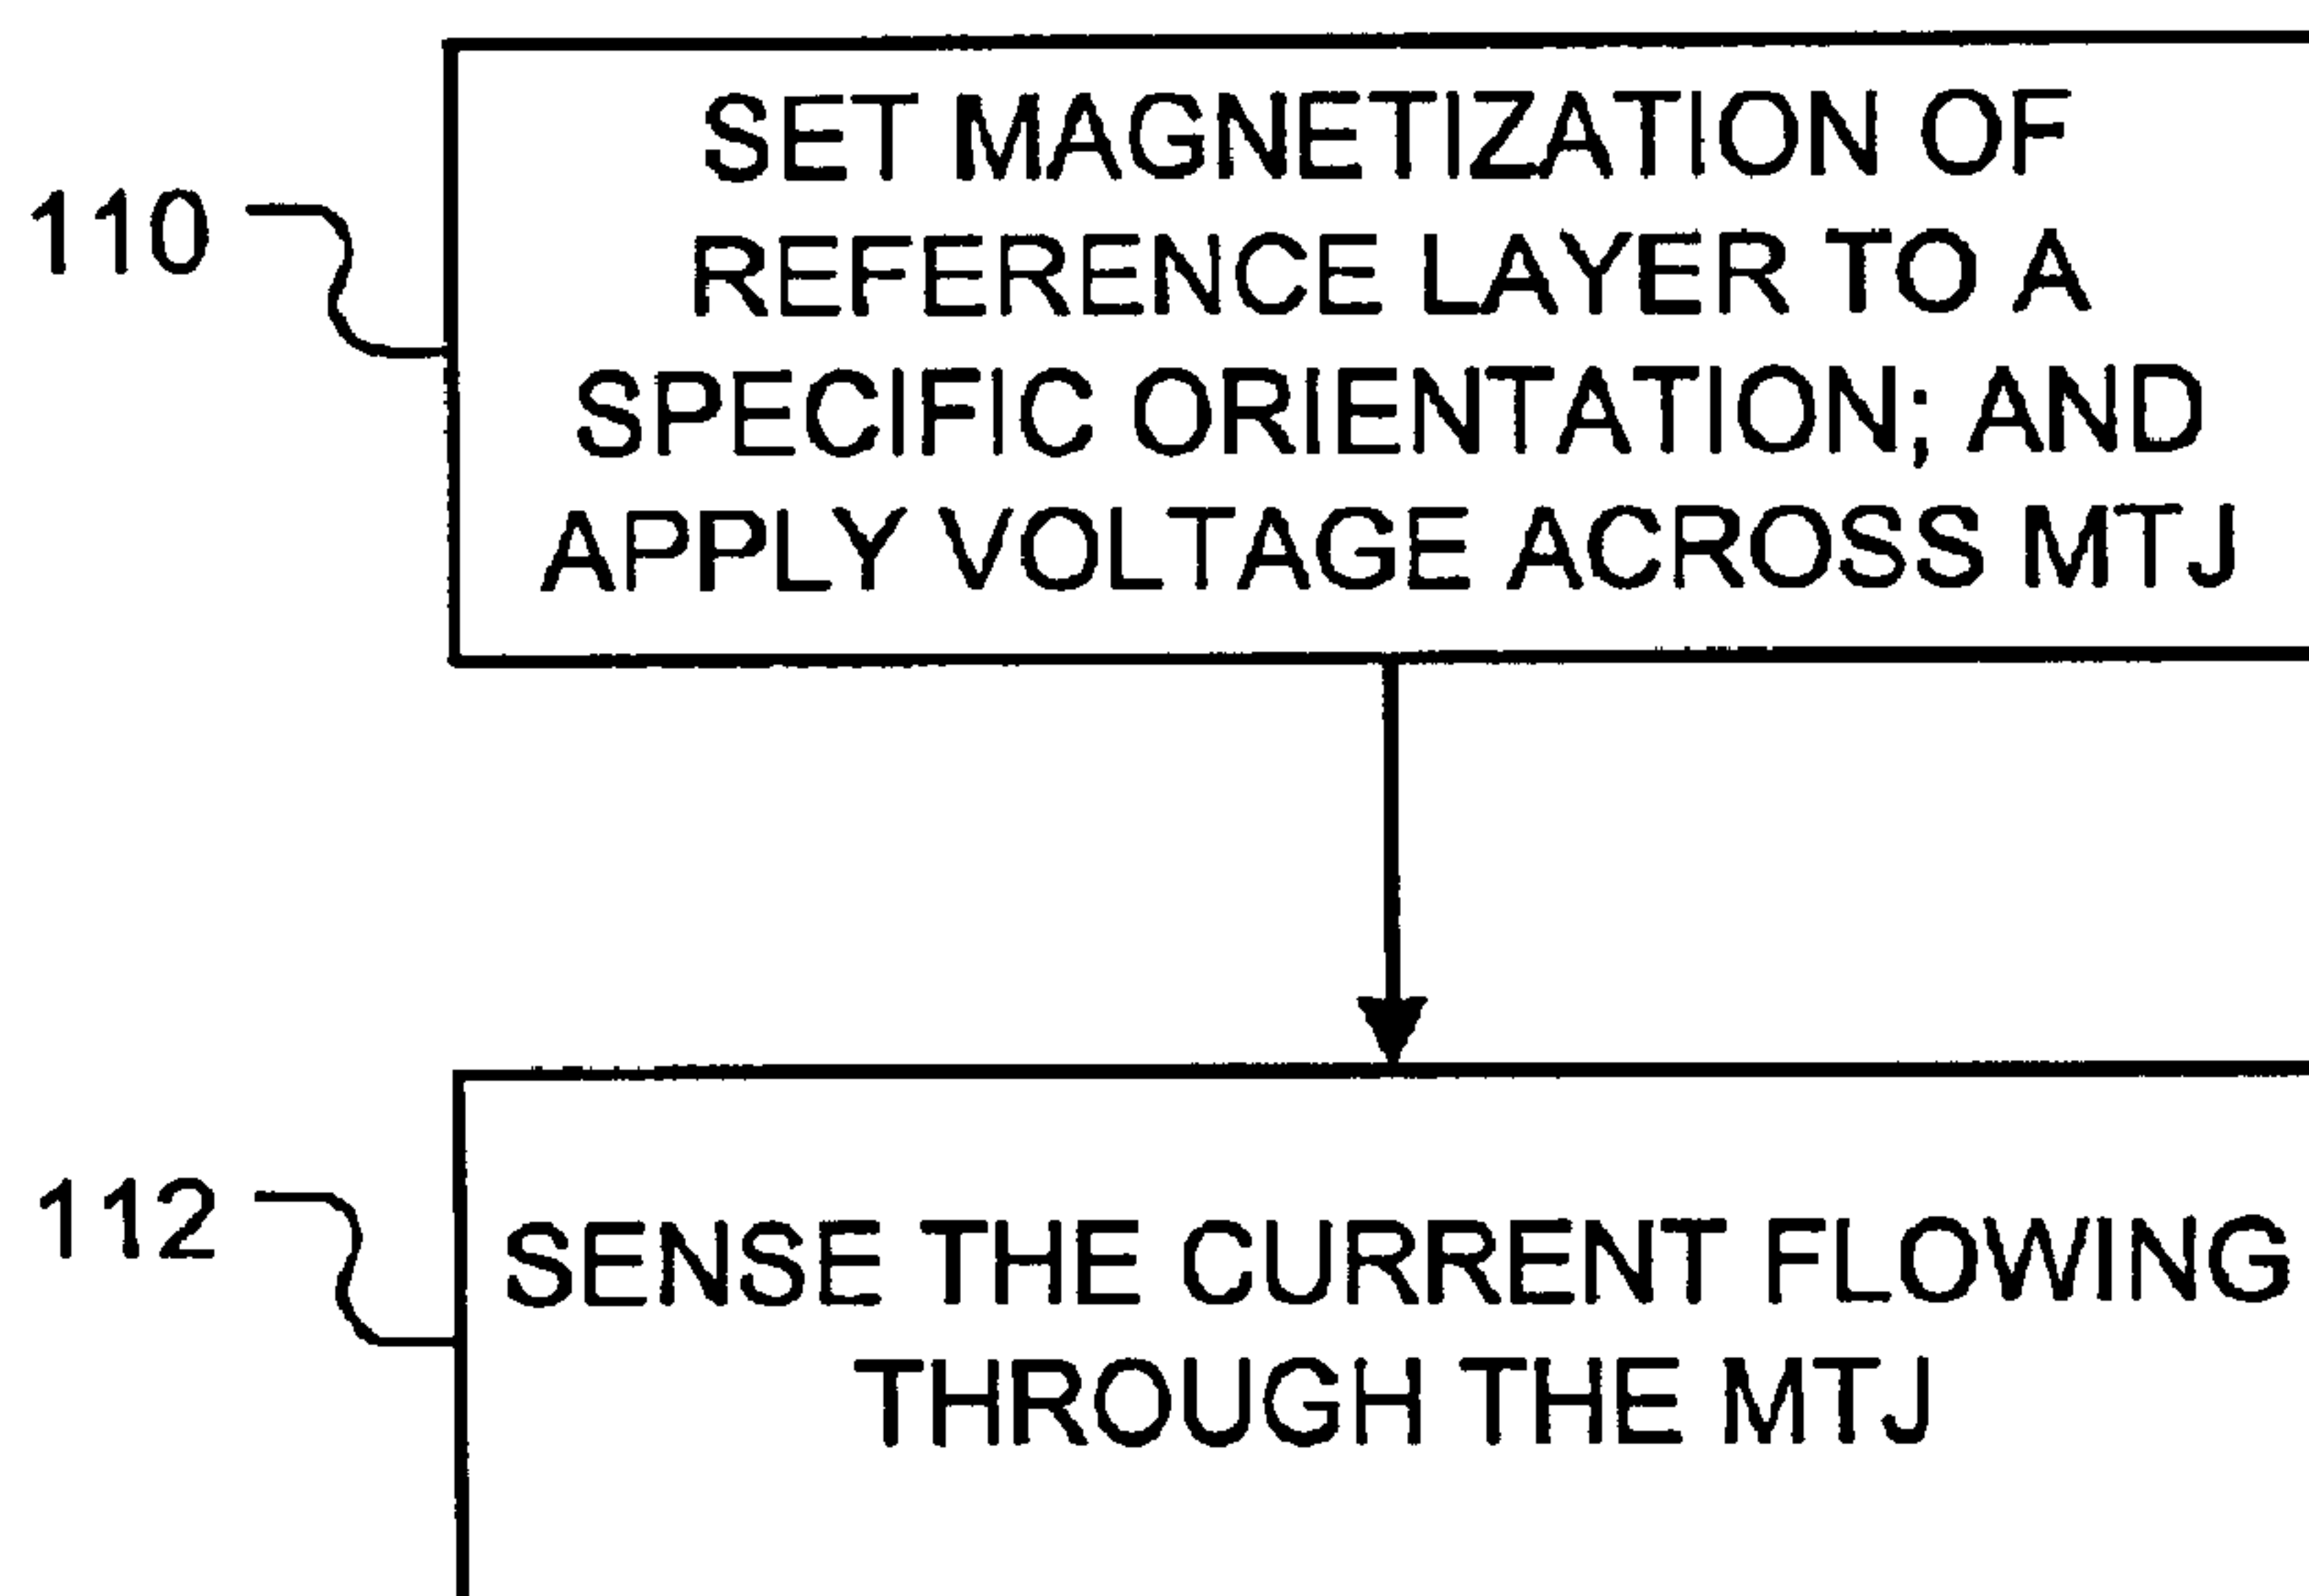 110
SET MAGNETIZATION OF
REFERENCE LAYER TO A
SPECIFIC ORIENTATION; AND
APPLY VOLTAGE ACROSS MTJ
112
SENSE THE CURRENT FLOWING
THROUGH THE MTJ